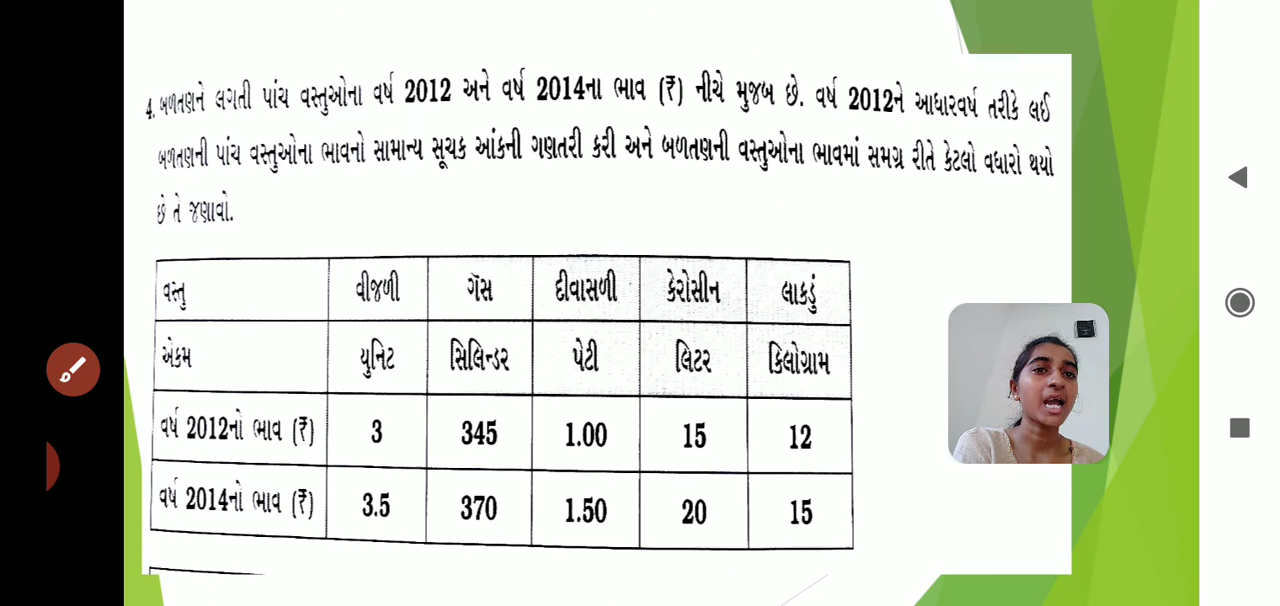 4. બળતણને લગતી પાંચ વસ્તુઓના વર્ષ 2012 અને વર્ષ 2014ના ભાવ (₹) નીચે મુજબ છે. વર્ષ 2012ને આધારવર્ષ તરીકે લઈ
બળતણની પાંચ વસ્તુઓના ભાવનો સામાન્ય સૂચક આંકની ગણતરી કરી અને બળતણની વસ્તુઓના ભાવમાં સમગ્ર રીતે કેટલો વધારો થયો
છે તે જણાવો.
વસ્તુ વીજળી ગૅસ દીવાસળી કેરોસીન લાકડું
એકમ યુનિટ સિલિન્ડર પેટી લિટર કિલોગ્રામ
વર્ષ 2012નો ભાવ (₹) 3 345 1.00 15 12
વર્ષ 2014નો ભાવ (₹) 3.5 370 1.50 20 15